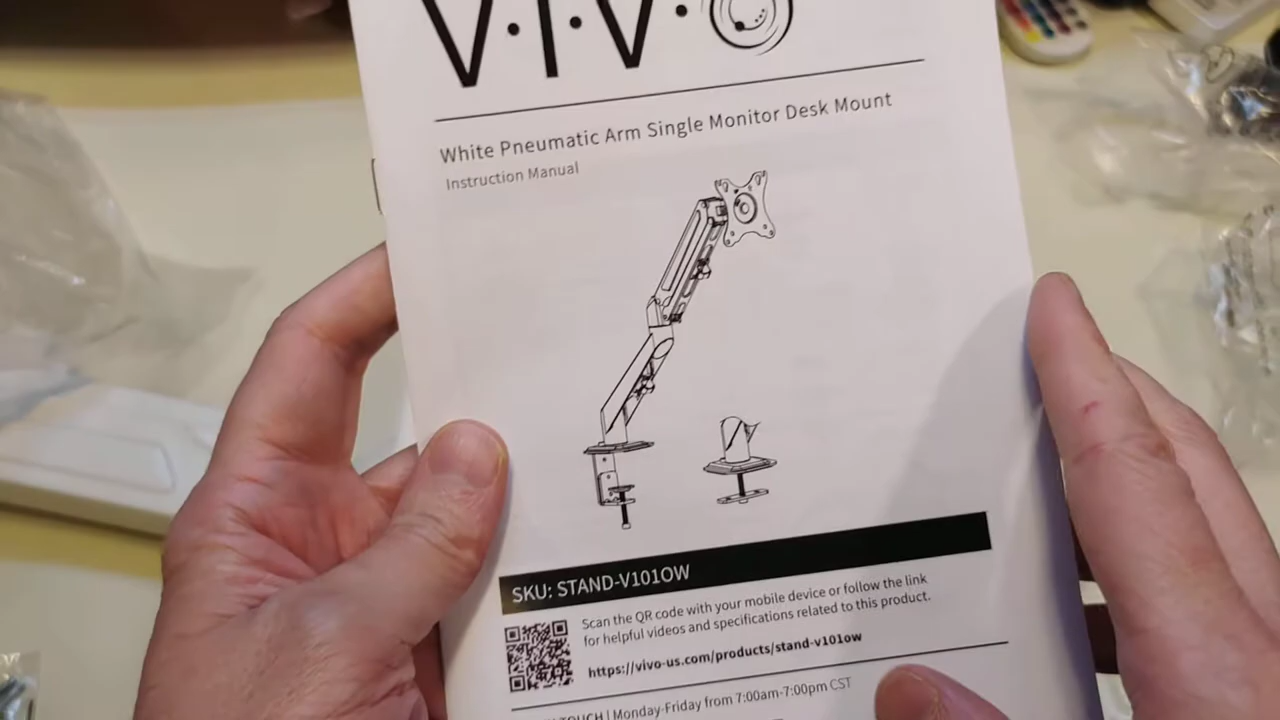 V·I·V·O
White Pneumatic Arm Single Monitor Desk Mount
Instruction Manual
SKU: STAND-V101OW
Scan the QR code with your mobile device or follow the link
for helpful videos and specifications related to this product.
https://vivo-us.com/products/stand-v101ow
TOUCH | Monday-Friday from 7:00am-7:00pm CST